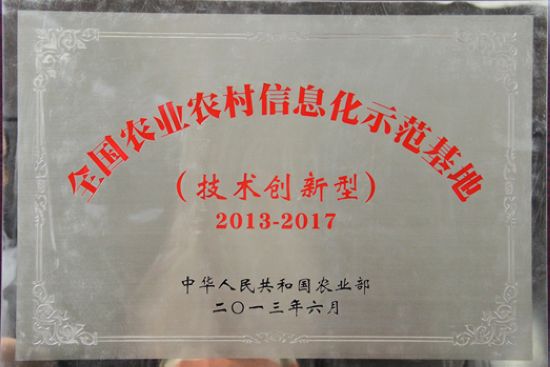 全国农业农村信息化示范基地
（技术创新型）
2013-2017
中华人民共和国农业部
二〇一三年六月